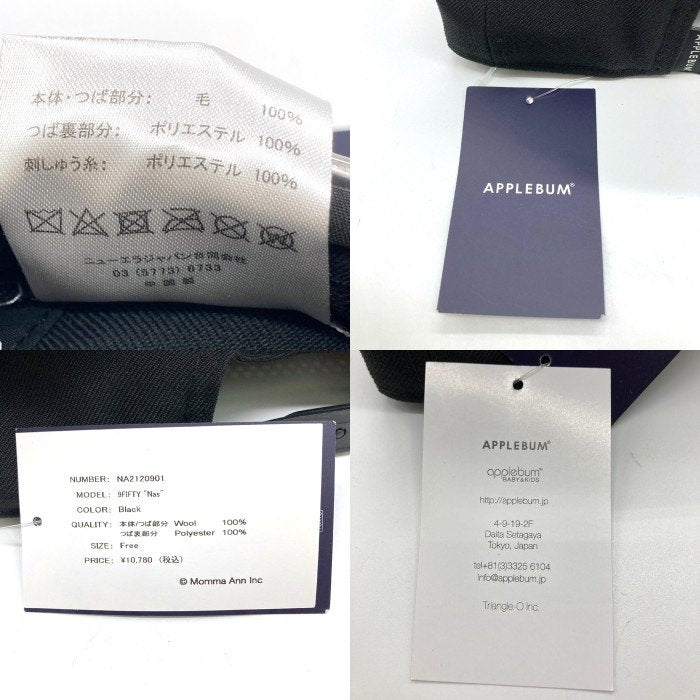 本体・つば部分: 毛 100%
つば裏部分: ポリエステル 100%
刺しゅう糸: ポリエステル 100%
ニューエラジャパン合同会社
03 (5773) 6733
中国製
APPLEBUM
APPLEBUM®
NUMBER: NA2120901
MODEL: 9FIFTY "Nas"
COLOR: Black
QUALITY: 本体/つば部分 Wool 100%
つば裏部分 Polyester 100%
SIZE: Free
PRICE: ¥10,780 (税込)
© Momma Ann Inc
APPLEBUM®
applebum®
BABY&KIDS
http://applebum.jp
4-9-19-2F
Daita Setagaya
Tokyo, Japan
tel+81(3)3325 6104
info@applebum.jp
Triangle-O inc.